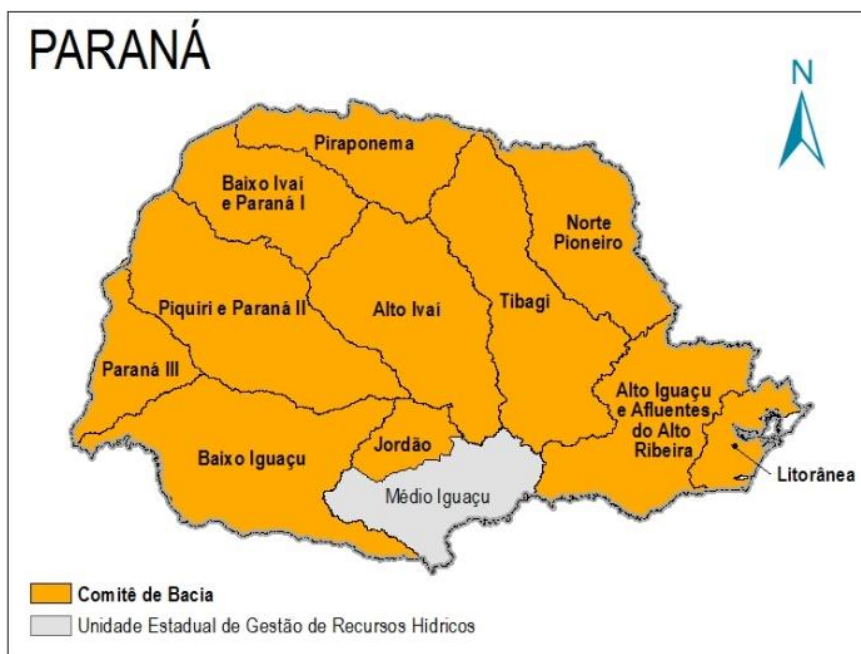 PARANÁ
N
Piraponema
Baixo Ivaí
e Paraná I
Norte
Pioneiro
Piquiri e Paraná II
Alto Ivaí
Tibagi
Paraná III
Alto Iguaçu
e Afluentes
do Alto
Ribeira
Baixo Iguaçu
Jordão
Litorânea
Médio Iguaçu
Comitê de Bacia
Unidade Estadual de Gestão de Recursos Hídricos